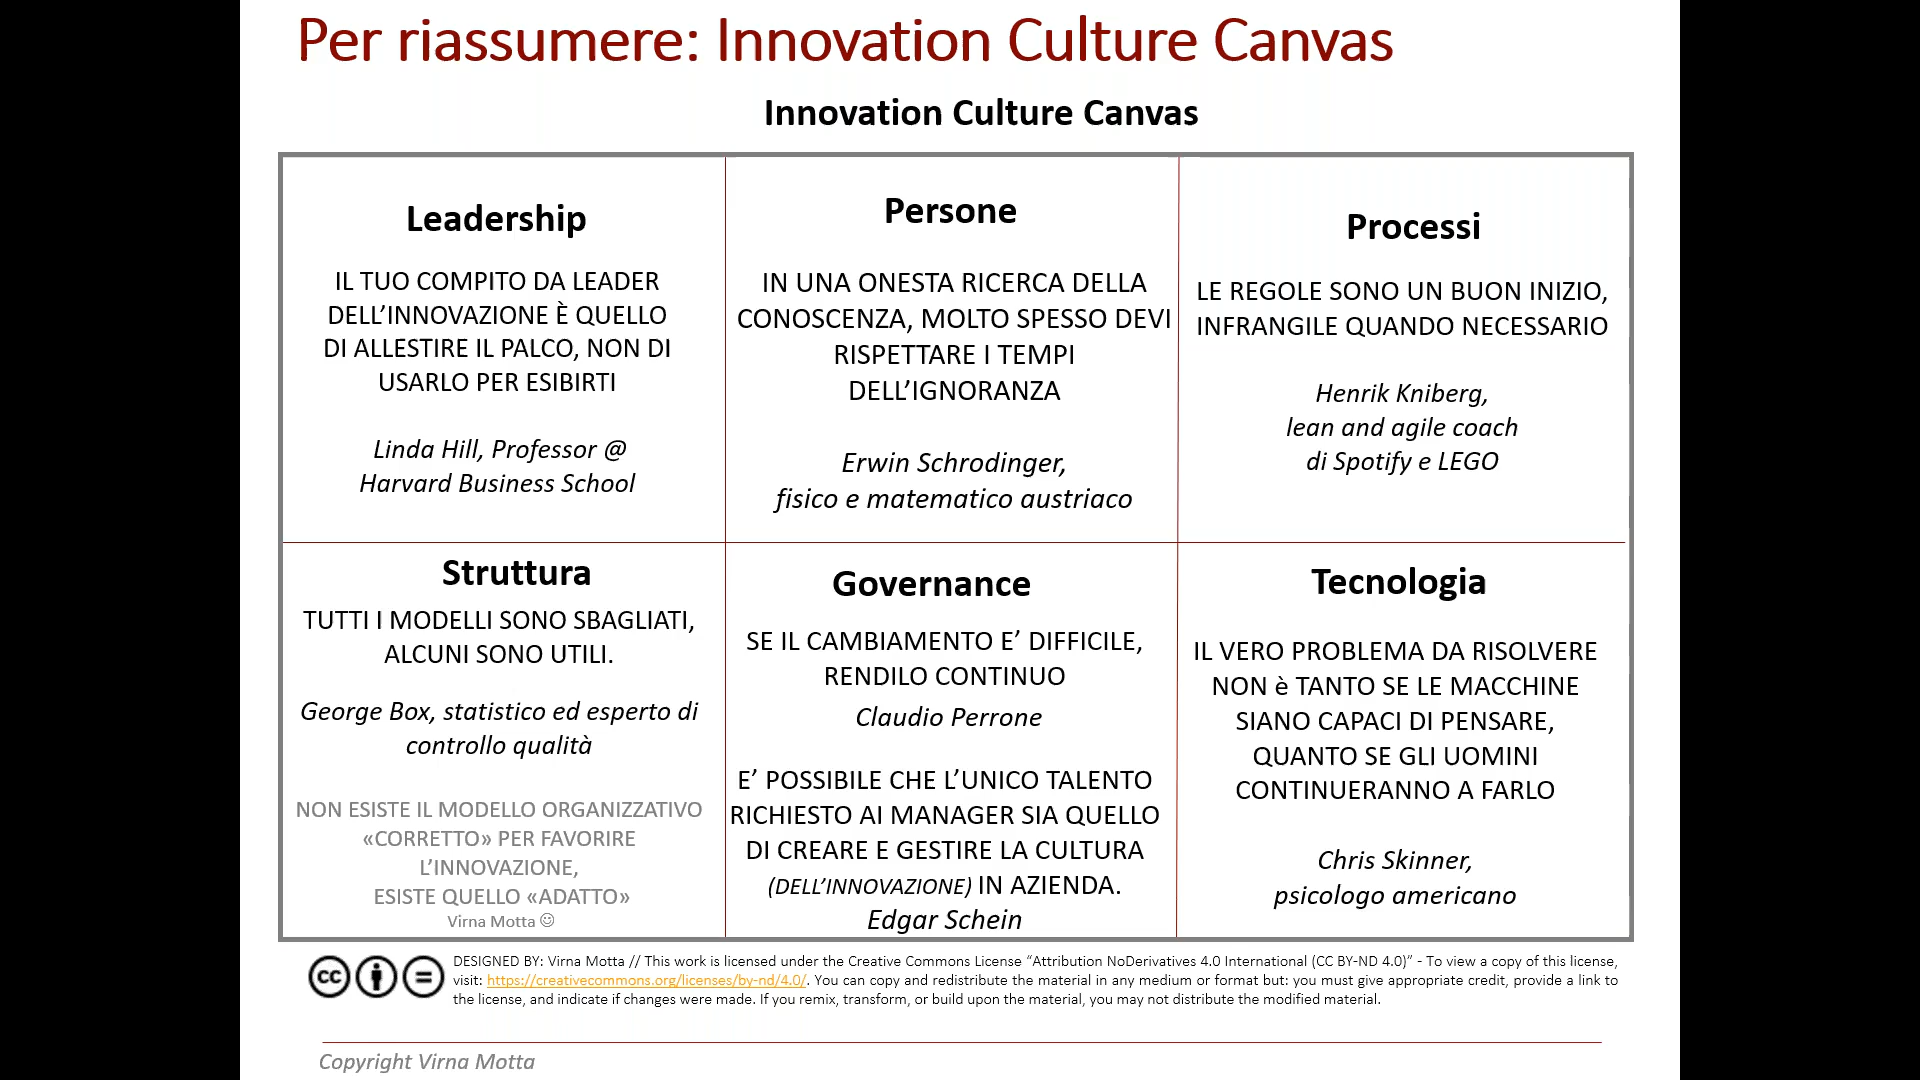 Per riassumere: Innovation Culture Canvas
Innovation Culture Canvas
Leadership
IL TUO COMPITO DA LEADER
DELL’INNOVAZIONE È QUELLO
DI ALLESTIRE IL PALCO, NON DI
USARLO PER ESIBIRTI
Linda Hill, Professor @
Harvard Business School
Persone
IN UNA ONESTA RICERCA DELLA
CONOSCENZA, MOLTO SPESSO DEVI
RISPETTARE I TEMPI
DELL’IGNORANZA
Erwin Schrodinger,
fisico e matematico austriaco
Processi
LE REGOLE SONO UN BUON INIZIO,
INFRANGILE QUANDO NECESSARIO
Henrik Kniberg,
lean and agile coach
di Spotify e LEGO
Struttura
TUTTI I MODELLI SONO SBAGLIATI,
ALCUNI SONO UTILI.
George Box, statistico ed esperto di
controllo qualità
NON ESISTE IL MODELLO ORGANIZZATIVO
«CORRETTO» PER FAVORIRE
L’INNOVAZIONE,
ESISTE QUELLO «ADATTO»
Virna Motta ☺
Governance
SE IL CAMBIAMENTO E’ DIFFICILE,
RENDILO CONTINUO
Claudio Perrone
E’ POSSIBILE CHE L’UNICO TALENTO
RICHIESTO AI MANAGER SIA QUELLO
DI CREARE E GESTIRE LA CULTURA
(DELL’INNOVAZIONE) IN AZIENDA.
Edgar Schein
Tecnologia
IL VERO PROBLEMA DA RISOLVERE
NON è TANTO SE LE MACCHINE
SIANO CAPACI DI PENSARE,
QUANTO SE GLI UOMINI
CONTINUERANNO A FARLO
Chris Skinner,
psicologo americano
cc
DESIGNED BY: Virna Motta // This work is licensed under the Creative Commons License “Attribution NoDerivatives 4.0 International (CC BY-ND 4.0)” - To view a copy of this license,
visit: https://creativecommons.org/licenses/by-nd/4.0/. You can copy and redistribute the material in any medium or format but: you must give appropriate credit, provide a link to
the license, and indicate if changes were made. If you remix, transform, or build upon the material, you may not distribute the modified material.
Copyright Virna Motta